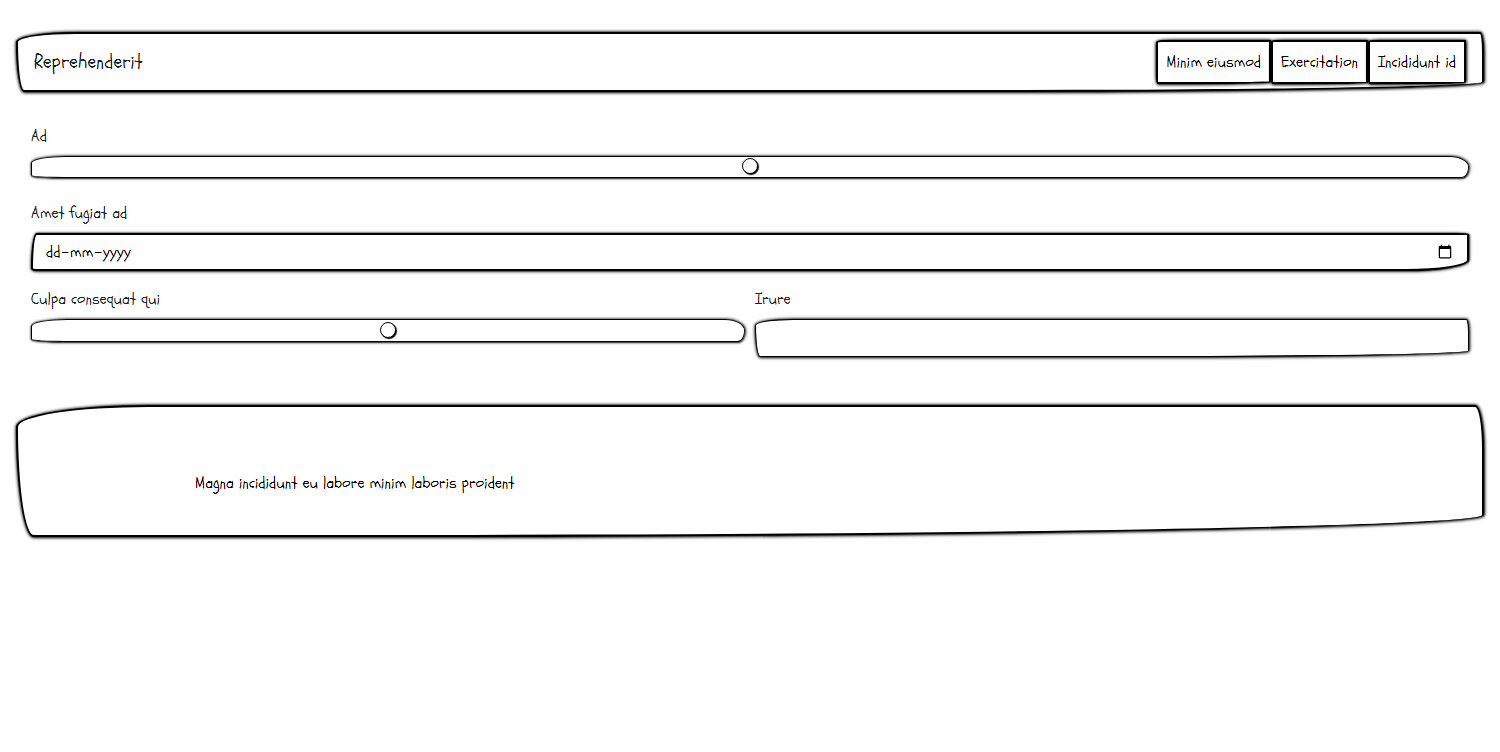 Reprehenderit
Minim eiusmod
Exercitation
Incididunt id
Ad
Amet fugiat ad
dd-mm-yyyy
Culpa consequat qui
Irure
Magna incididunt eu labore minim laboris proident